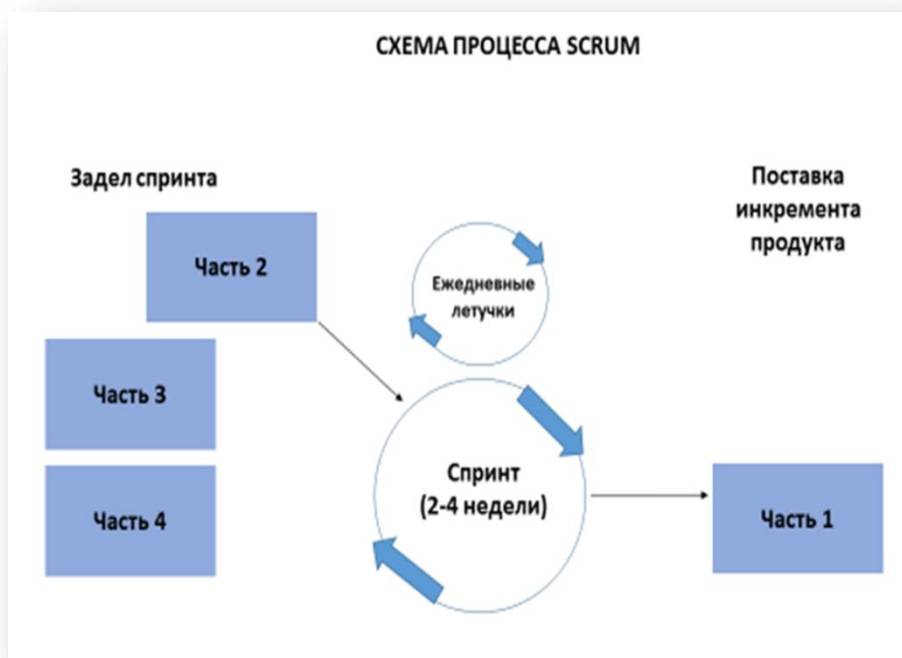 СХЕМА ПРОЦЕССА SCRUM
Задел спринта
Поставка
инкремента
продукта
Часть 2
Ежедневные
летучки
Часть 3
Спринт
(2-4 недели)
Часть 4
Часть 1